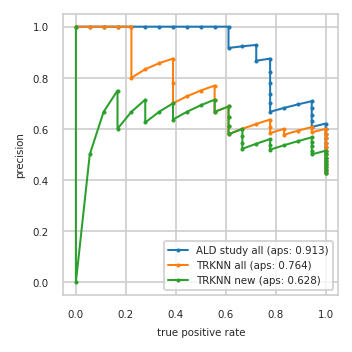 1.0
0.8
0.6
0.4
0.2
0.0
precision
ALD study all (aps: 0.913)
TRKNN all (aps: 0.764)
TRKNN new (aps: 0.628)
0.0 0.2 0.4 0.6 0.8 1.0
true positive rate